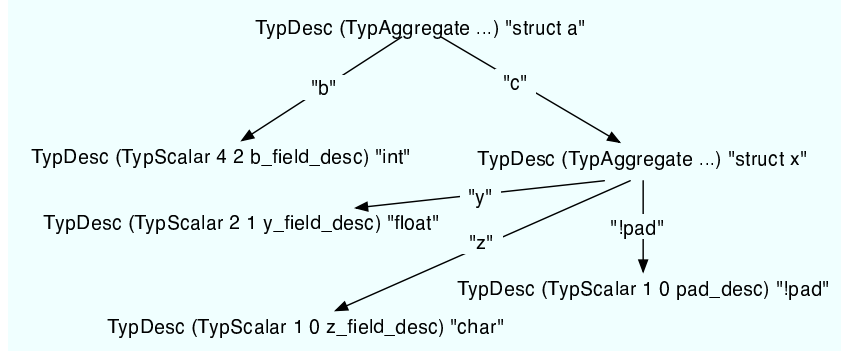 TypDesc (TypAggregate ...) "struct a"
"b"
"c"
TypDesc (TypScalar 4 2 b_field_desc) "int"
TypDesc (TypAggregate ...) "struct x"
"y"
TypDesc (TypScalar 2 1 y_field_desc) "float"
"!pad"
"z"
TypDesc (TypScalar 1 0 pad_desc) "!pad"
TypDesc (TypScalar 1 0 z_field_desc) "char"